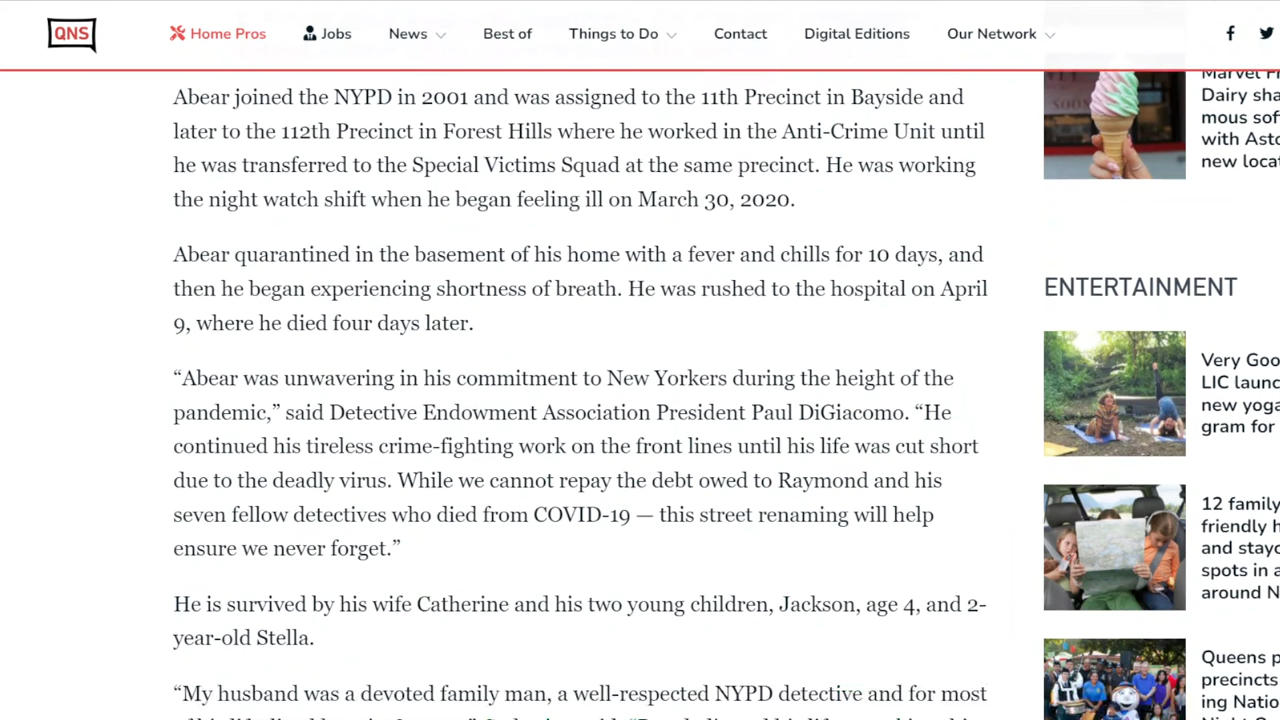 QNS
Home Pros
Jobs
News
Best of
Things to Do
Contact
Digital Editions
Our Network
Abear joined the NYPD in 2001 and was assigned to the 11th Precinct in Bayside and
later to the 112th Precinct in Forest Hills where he worked in the Anti-Crime Unit until
he was transferred to the Special Victims Squad at the same precinct. He was working
the night watch shift when he began feeling ill on March 30, 2020.
Abear quarantined in the basement of his home with a fever and chills for 10 days, and
then he began experiencing shortness of breath. He was rushed to the hospital on April
9, where he died four days later.
“Abear was unwavering in his commitment to New Yorkers during the height of the
pandemic,” said Detective Endowment Association President Paul DiGiacomo. “He
continued his tireless crime-fighting work on the front lines until his life was cut short
due to the deadly virus. While we cannot repay the debt owed to Raymond and his
seven fellow detectives who died from COVID-19 — this street renaming will help
ensure we never forget.”
He is survived by his wife Catherine and his two young children, Jackson, age 4, and 2-
year-old Stella.
“My husband was a devoted family man, a well-respected NYPD detective and for most
Marvel Fr
Dairy sha
mous sof
with Asto
new locat
ENTERTAINMENT
Very Goo
LIC launc
new yoga
gram for
12 family
friendly h
and stayc
spots in a
around N
Queens p
precincts
ing Natio